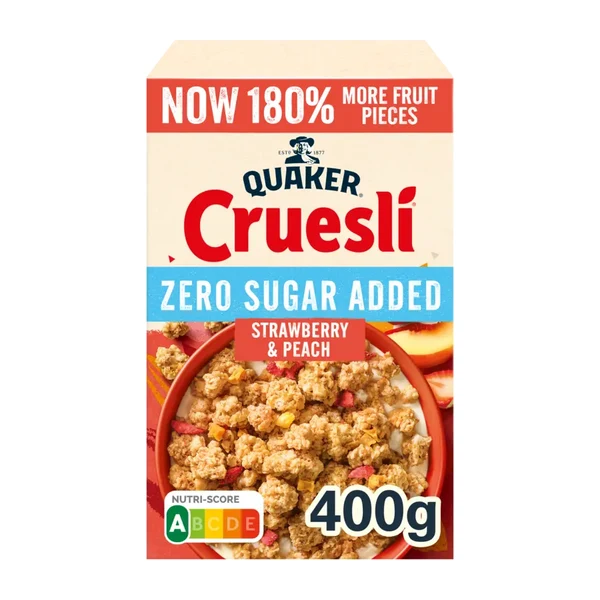 NOW 180% MORE FRUIT
PIECES
ESTD 1877
QUAKER
Cruesli
ZERO SUGAR ADDED
STRAWBERRY
& PEACH
NUTRI-SCORE
A B C D E
400g